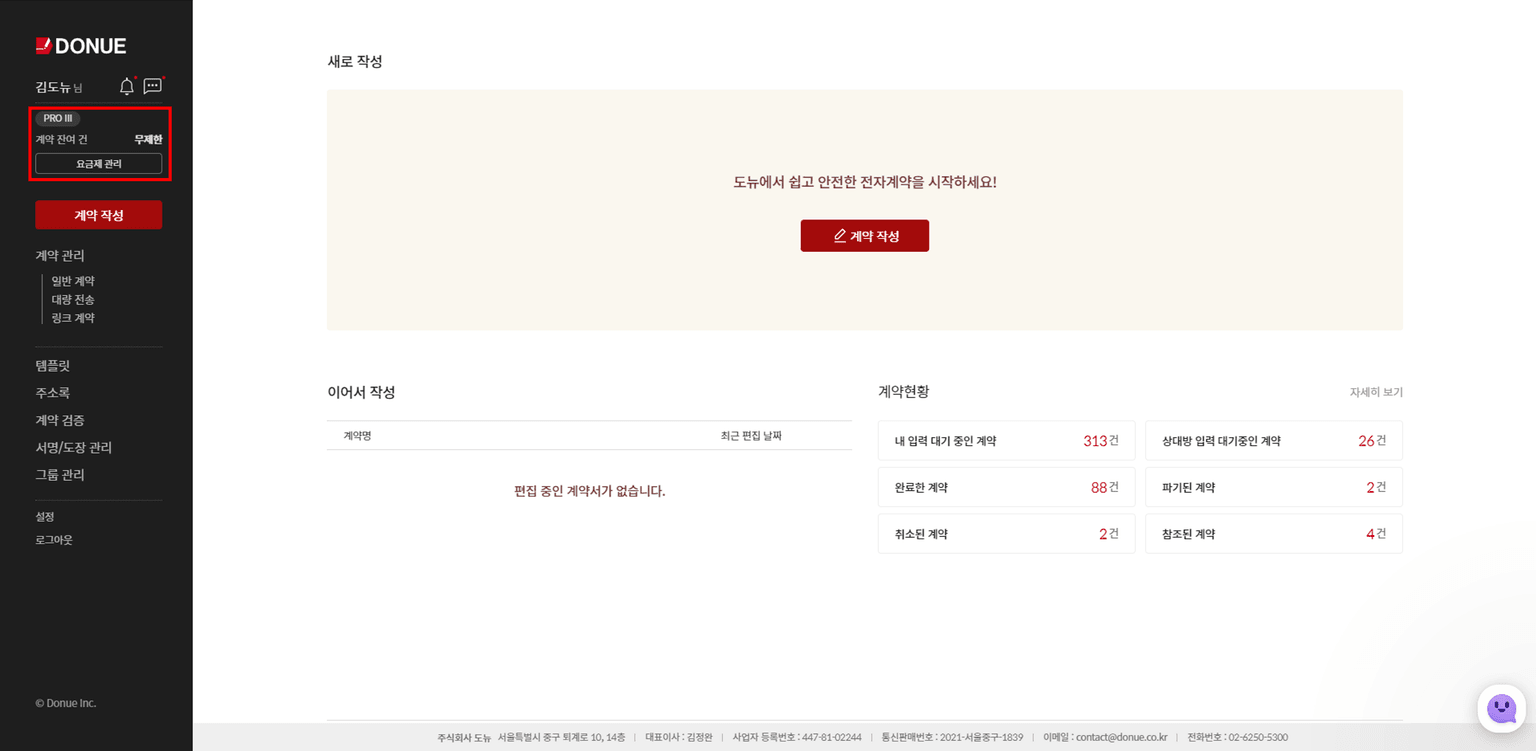 DONUE
김도뉴 님
PRO III
계약 잔여 건 무제한
요금제 관리
계약 작성
계약 관리
일반 계약
대량 전송
링크 계약
템플릿
주소록
계약 검증
서명/도장 관리
그룹 관리
설정
로그아웃
© Donue Inc.
새로 작성
도뉴에서 쉽고 안전한 전자계약을 시작하세요!
계약 작성
이어서 작성
계약명 최근 편집 날짜
편집 중인 계약서가 없습니다.
계약현황 자세히 보기
내 입력 대기 중인 계약 313건 상대방 입력 대기중인 계약 26건
완료한 계약 88건 파기된 계약 2건
취소된 계약 2건 참조된 계약 4건
주식회사 도뉴 서울특별시 중구 퇴계로 10, 14층 | 대표이사 : 김정완 | 사업자 등록번호 : 447-81-02244 | 통신판매번호 : 2021-서울중구-1839 | 이메일 : contact@donue.co.kr | 전화번호 : 02-6250-5300